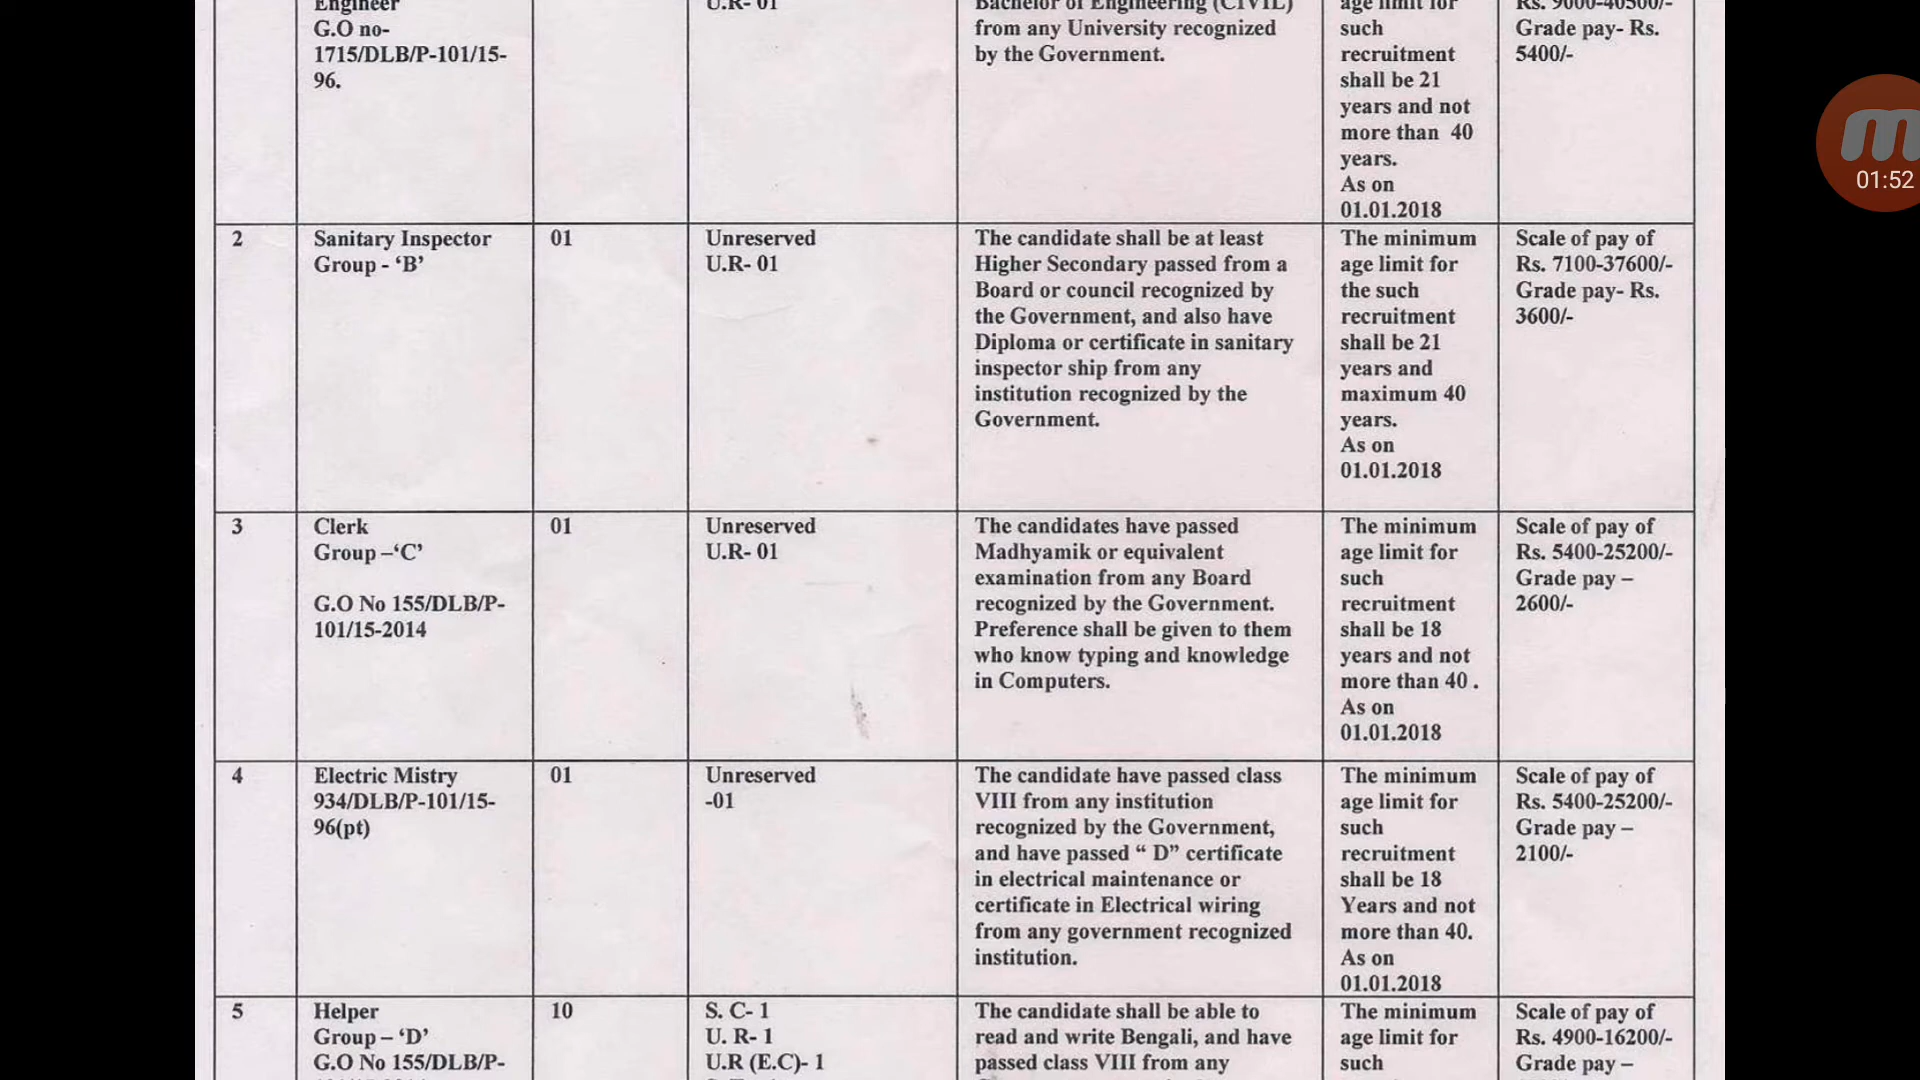 Engineer
G.O no-
1715/DLB/P-101/15-
96.
U.R- 01
Bachelor of Engineering (CIVIL)
from any University recognized
by the Government.
age limit for
such
recruitment
shall be 21
years and not
more than 40
years.
As on
01.01.2018
Rs. 9000-40500/-
Grade pay- Rs.
5400/-
01:52
2
Sanitary Inspector
Group - ‘B’
01
Unreserved
U.R- 01
The candidate shall be at least
Higher Secondary passed from a
Board or council recognized by
the Government, and also have
Diploma or certificate in sanitary
inspector ship from any
institution recognized by the
Government.
The minimum
age limit for
the such
recruitment
shall be 21
years and
maximum 40
years.
As on
01.01.2018
Scale of pay of
Rs. 7100-37600/-
Grade pay- Rs.
3600/-
3
Clerk
Group –‘C’
G.O No 155/DLB/P-
101/15-2014
01
Unreserved
U.R- 01
The candidates have passed
Madhyamik or equivalent
examination from any Board
recognized by the Government.
Preference shall be given to them
who know typing and knowledge
in Computers.
The minimum
age limit for
such
recruitment
shall be 18
years and not
more than 40 .
As on
01.01.2018
Scale of pay of
Rs. 5400-25200/-
Grade pay –
2600/-
4
Electric Mistry
934/DLB/P-101/15-
96(pt)
01
Unreserved
-01
The candidate have passed class
VIII from any institution
recognized by the Government,
and have passed “ D” certificate
in electrical maintenance or
certificate in Electrical wiring
from any government recognized
institution.
The minimum
age limit for
such
recruitment
shall be 18
Years and not
more than 40.
As on
01.01.2018
Scale of pay of
Rs. 5400-25200/-
Grade pay –
2100/-
5
Helper
Group – ‘D’
G.O No 155/DLB/P-
10
S. C- 1
U. R- 1
U.R (E.C)- 1
The candidate shall be able to
read and write Bengali, and have
passed class VIII from any
The minimum
age limit for
such
Scale of pay of
Rs. 4900-16200/-
Grade pay –